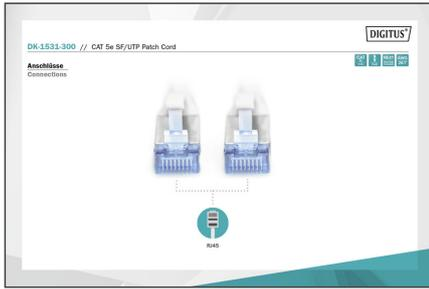 DIGITUS®
DK-1531-300 // CAT 5e SF/UTP Patch Cord
Anschlüsse
Connections
RJ45